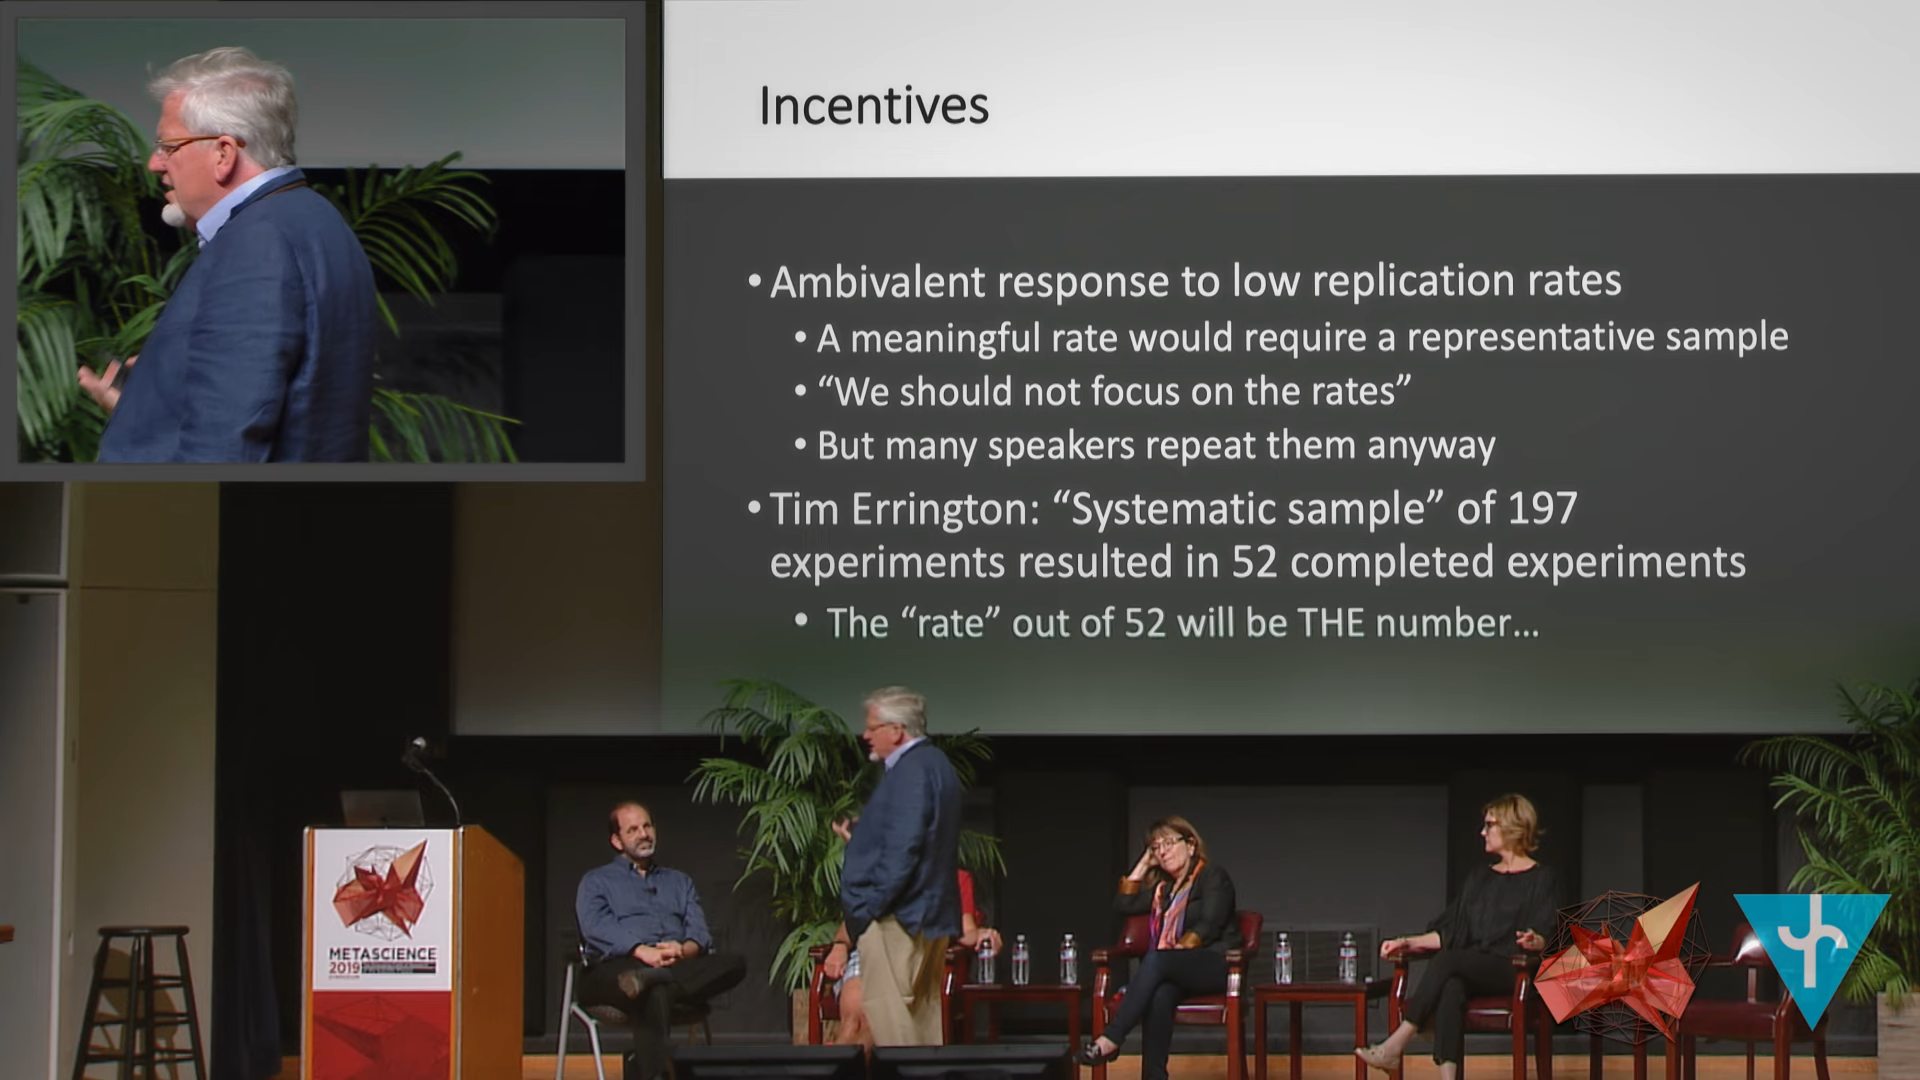 Incentives
• Ambivalent response to low replication rates
• A meaningful rate would require a representative sample
• “We should not focus on the rates”
• But many speakers repeat them anyway
• Tim Errington: “Systematic sample” of 197
experiments resulted in 52 completed experiments
• The “rate” out of 52 will be THE number...
METASCIENCE
2019